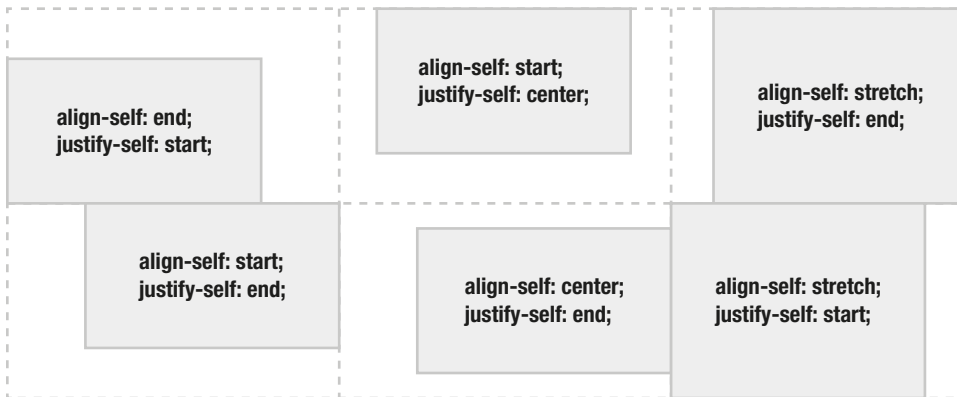 align-self: end;
justify-self: start;
align-self: start;
justify-self: center;
align-self: stretch;
justify-self: end;
align-self: start;
justify-self: end;
align-self: center;
justify-self: end;
align-self: stretch;
justify-self: start;